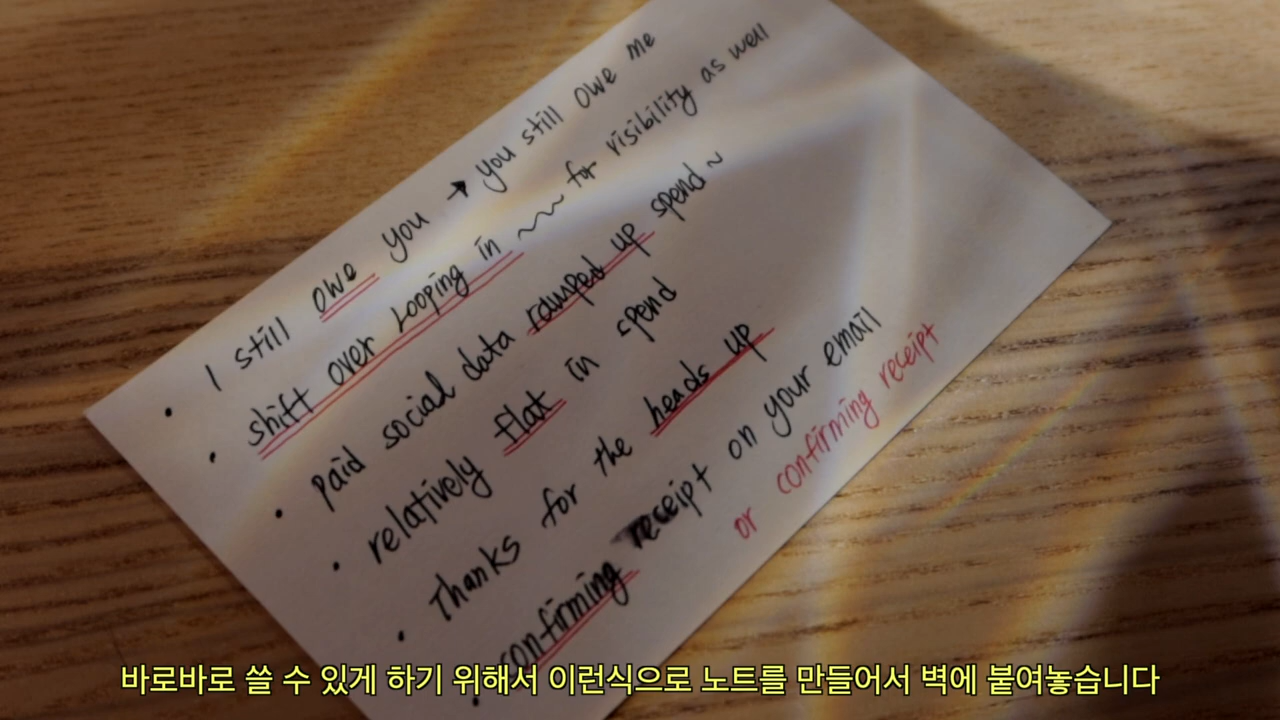 • I still owe you → you still owe me
• shift over looping in ~~~ for visibility as well
• paid social data ramped up spend ~
• relatively flat in spend
• thanks for the heads up
• confirming receipt on your email
or confirming receipt
바로바로 쓸 수 있게 하기 위해서 이런식으로 노트를 만들어서 벽에 붙여놓습니다